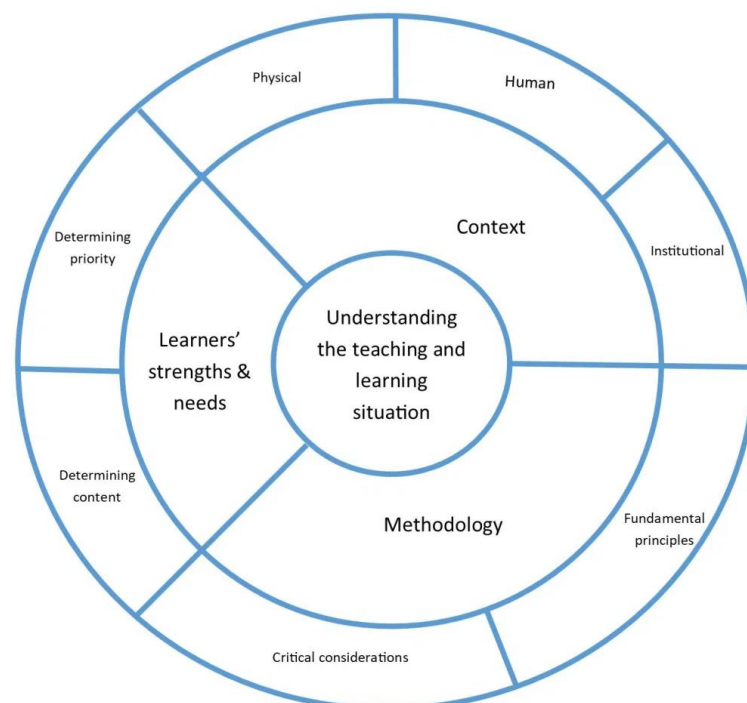 Physical
Human
Institutional
Context
Determining
priority
Learners’
strengths &
needs
Understanding
the teaching and
learning
situation
Determining
content
Methodology
Fundamental
principles
Critical considerations